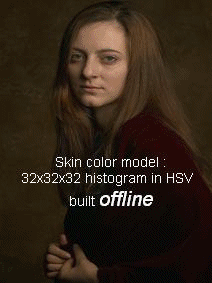 Skin color model :
32x32x32 histogram in HSV
built offline